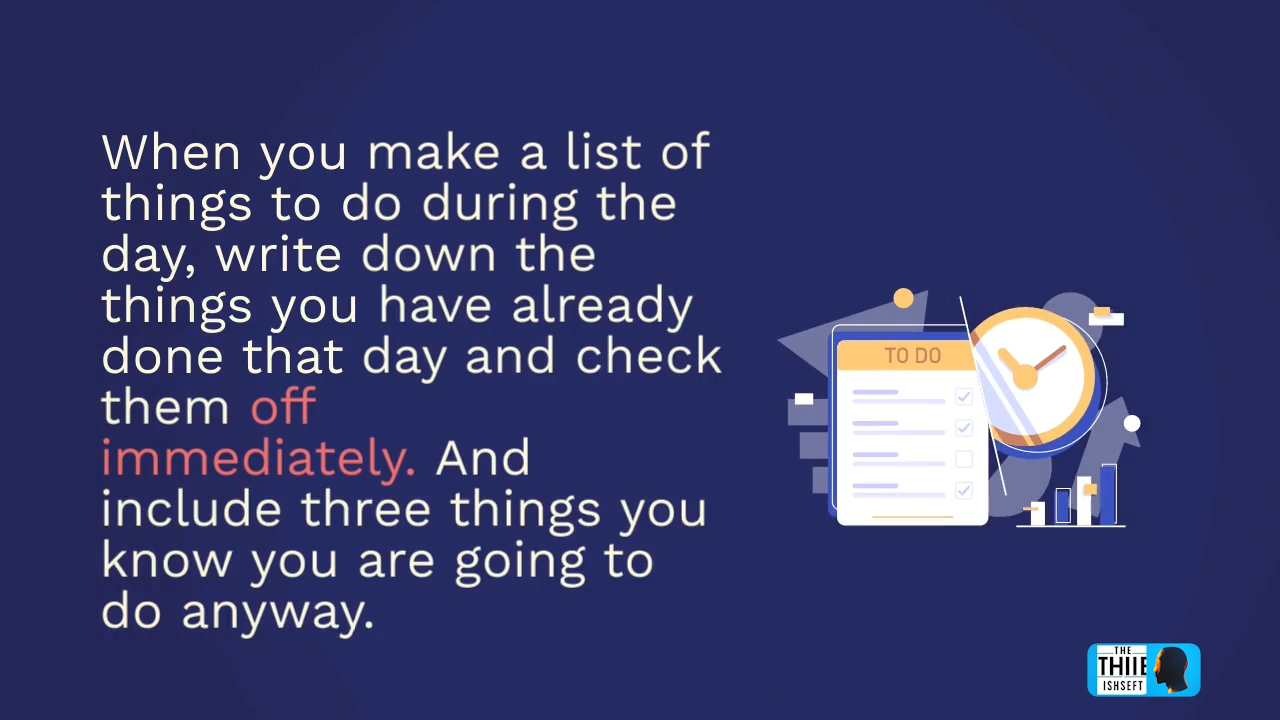 When you make a list of
things to do during the
day, write down the
things you have already
done that day and check
them off
immediately. And
include three things you
know you are going to
do anyway.
TO DO
THE
THIIE
ISHSEFT